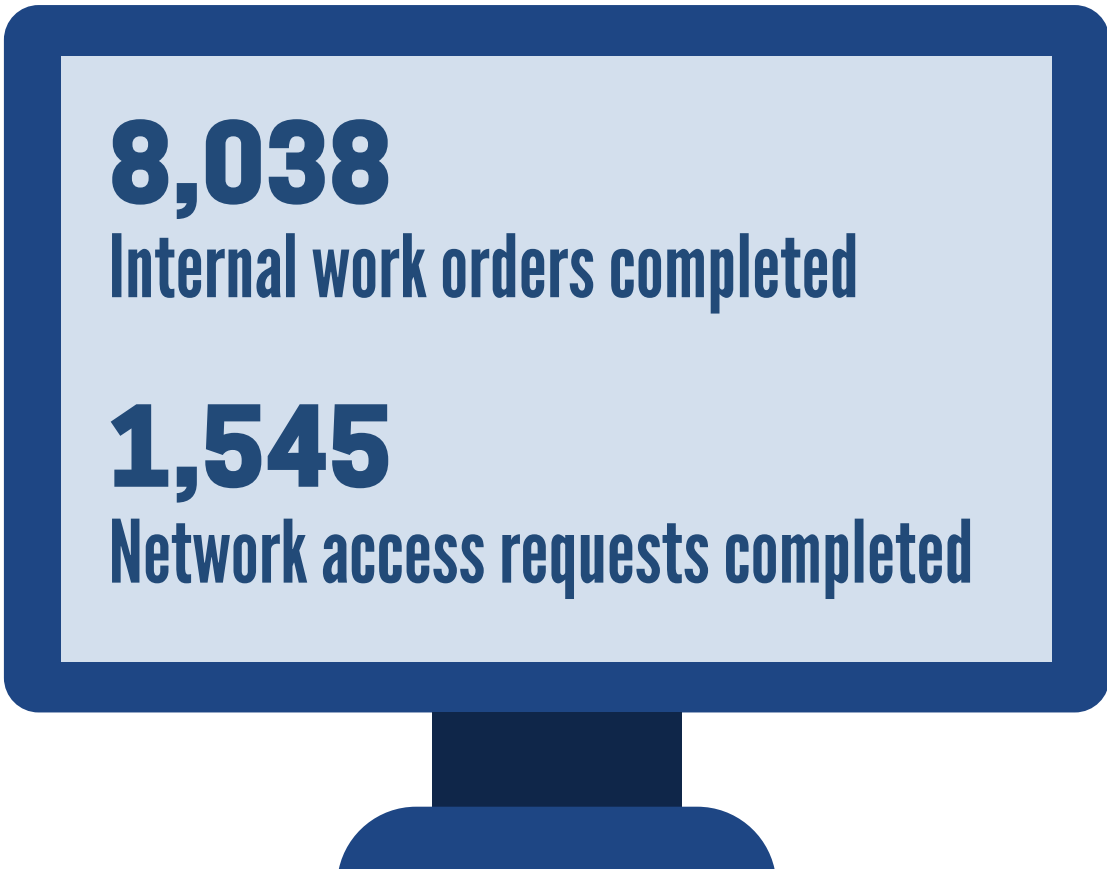 8,038
Internal work orders completed
1,545
Network access requests completed